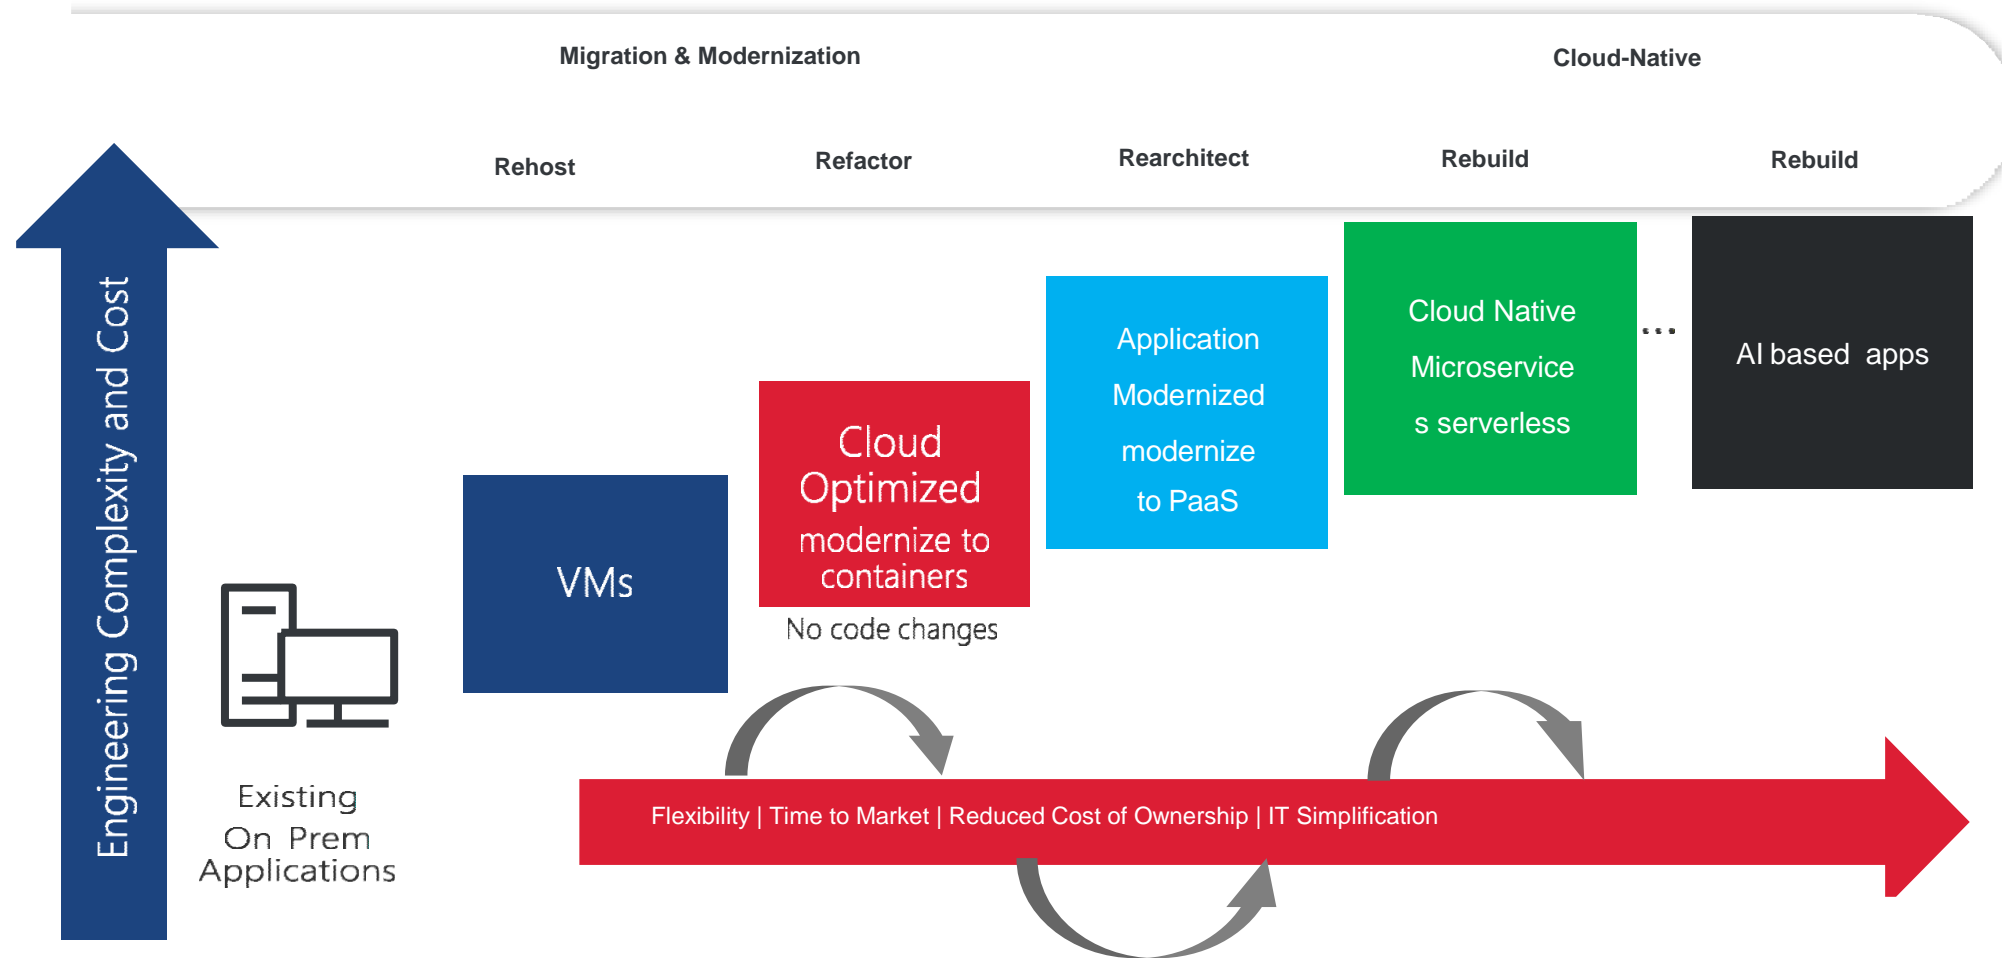 Migration & Modernization
Cloud-Native
Rehost
Refactor
Rearchitect
Rebuild
Rebuild
Engineering Complexity and Cost
Existing
On Prem
Applications
VMs
Cloud
Optimized
modernize to
containers
No code changes
Application
Modernized
modernize
to PaaS
Cloud Native
Microservice
s serverless
...
AI based apps
Flexibility | Time to Market | Reduced Cost of Ownership | IT Simplification